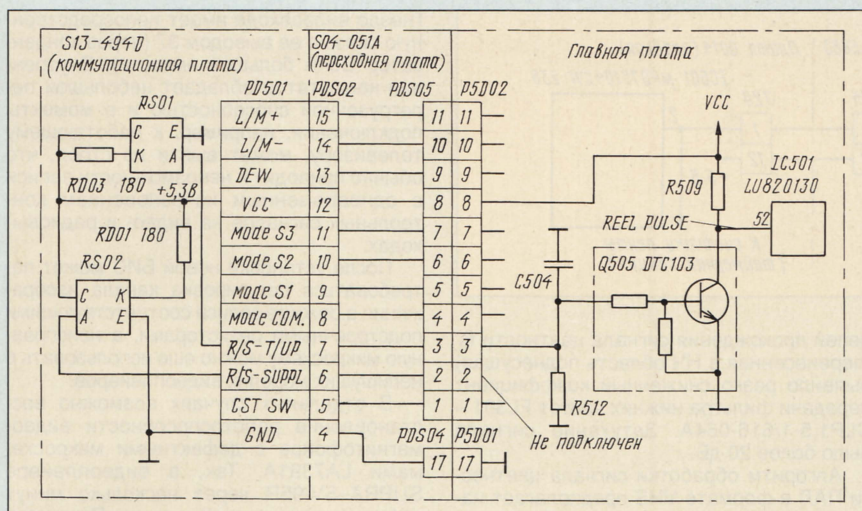 S13-494D
(коммутационная плата)
S04-051A
(переходная плата)
Главная плата
RS01
C E
K A
RD03 180
+5,3В
RD01 180
RS02
C K
A E
PD501 PDS02 PDS05 P5D02
L/M+ 15 11 11
L/M- 14 10 10
DEW 13 9 9
VCC 12 8 8
Mode S3 11 7 7
Mode S2 10 6 6
Mode S1 9 5 5
Mode COM. 8 4 4
R/S-T/UP 7 3 3
R/S-SUPPL 6 2 2
CST SW 5 1 1
GND 4 PDS04 P5D01
17 17
VCC
R509
IC501
LU820130
REEL PULSE
52
Q505 DTC103
C504
R512
Не подключен